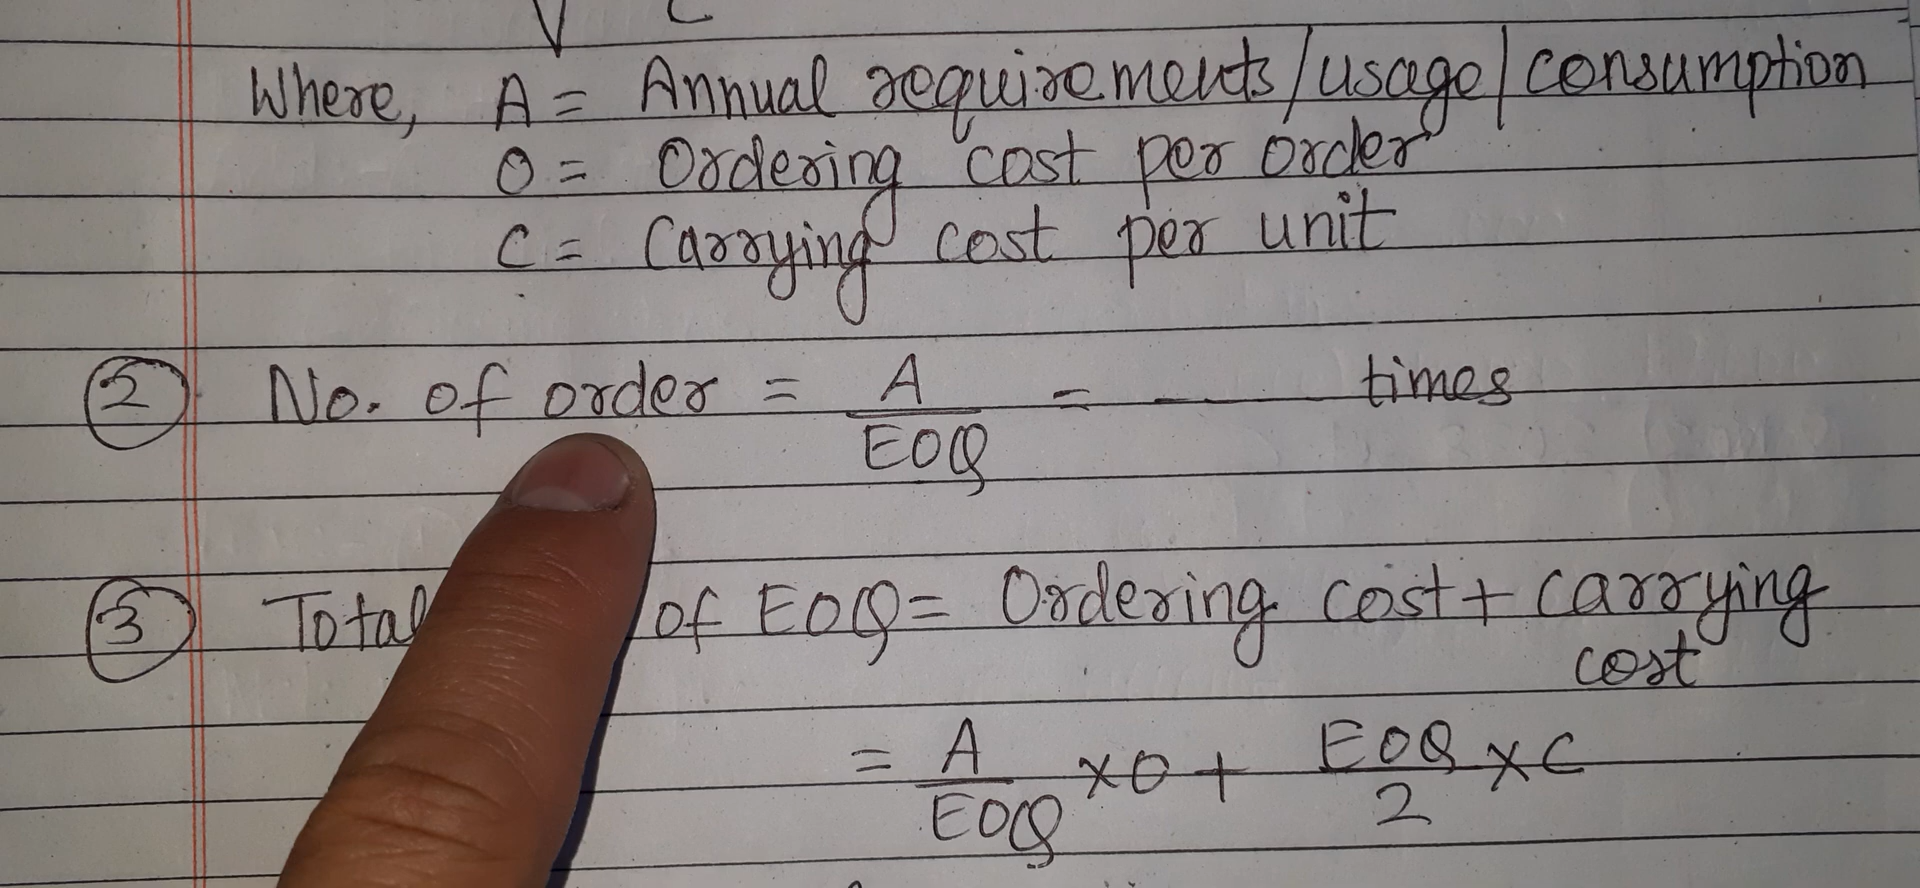 √ C
Where, A = Annual requirements/usage/consumption
O = Ordering cost per order
C = Carrying cost per unit
② No. of order = A/EOQ = ____ times
③ Total of EOQ = Ordering cost + carrying
cost
= A/EOQ × O + EOQ/2 × C